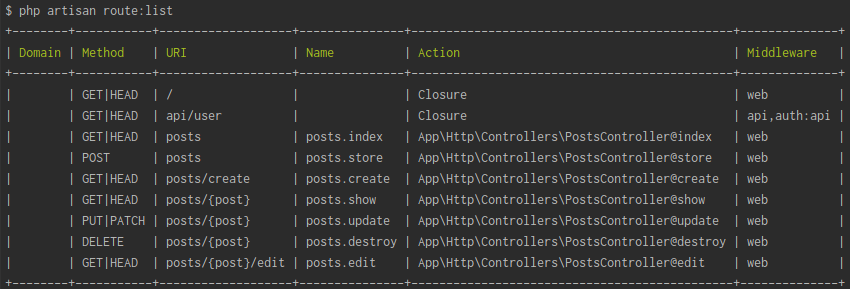 $ php artisan route:list
+--------+-----------+-------------------+---------------+----------------------------------------------+--------------+
| Domain | Method    | URI               | Name          | Action                                       | Middleware   |
+--------+-----------+-------------------+---------------+----------------------------------------------+--------------+
|        | GET|HEAD  | /                 |               | Closure                                      | web          |
|        | GET|HEAD  | api/user          |               | Closure                                      | api,auth:api |
|        | GET|HEAD  | posts             | posts.index   | App\Http\Controllers\PostsController@index   | web          |
|        | POST      | posts             | posts.store   | App\Http\Controllers\PostsController@store   | web          |
|        | GET|HEAD  | posts/create      | posts.create  | App\Http\Controllers\PostsController@create  | web          |
|        | GET|HEAD  | posts/{post}      | posts.show    | App\Http\Controllers\PostsController@show    | web          |
|        | PUT|PATCH | posts/{post}      | posts.update  | App\Http\Controllers\PostsController@update  | web          |
|        | DELETE    | posts/{post}      | posts.destroy | App\Http\Controllers\PostsController@destroy | web          |
|        | GET|HEAD  | posts/{post}/edit | posts.edit    | App\Http\Controllers\PostsController@edit    | web          |
+--------+-----------+-------------------+---------------+----------------------------------------------+--------------+